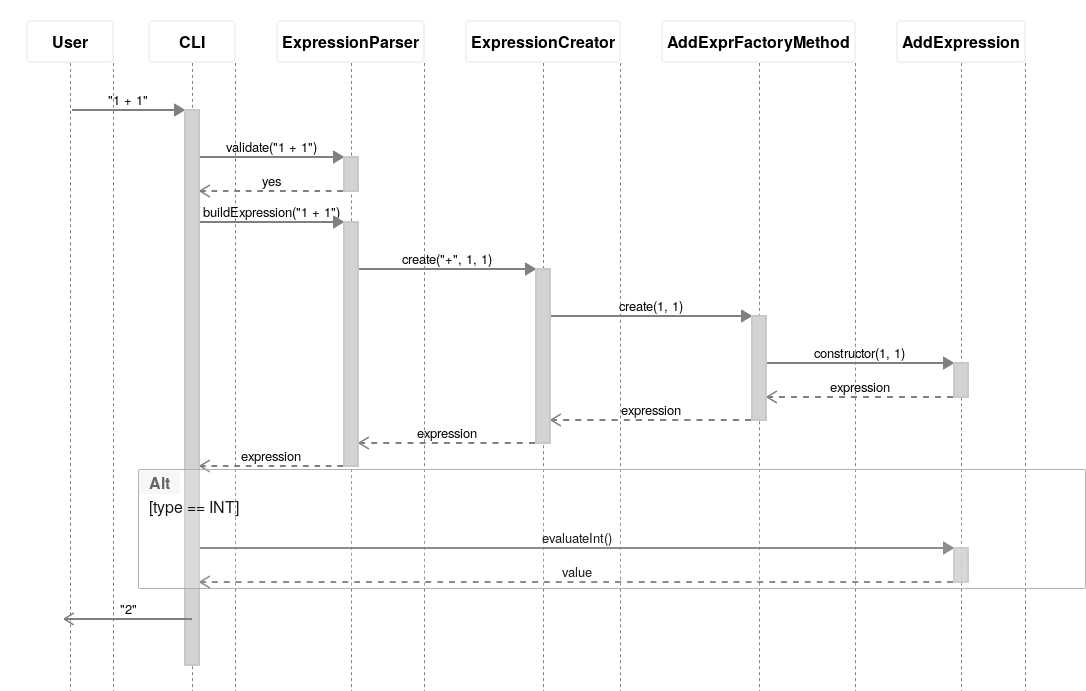 User
CLI
ExpressionParser
ExpressionCreator
AddExprFactoryMethod
AddExpression
"1 + 1"
validate("1 + 1")
yes
buildExpression("1 + 1")
create("+", 1, 1)
create(1, 1)
constructor(1, 1)
expression
expression
expression
expression
Alt
[type == INT]
evaluateInt()
value
"2"